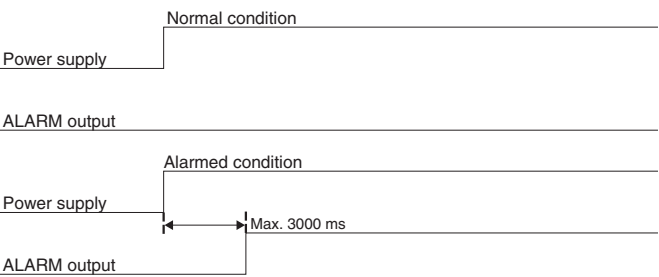 Normal condition
Power supply
ALARM output
Alarmed condition
Power supply
Max. 3000 ms
ALARM output